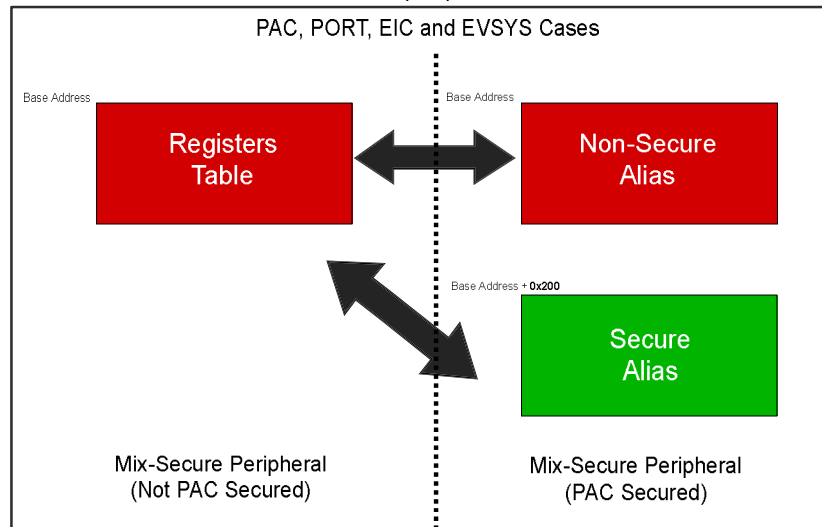 PAC, PORT, EIC and EVSYS Cases
Base Address
Registers
Table
Base Address
Non-Secure
Alias
Base Address + 0x200
Secure
Alias
Mix-Secure Peripheral
(Not PAC Secured)
Mix-Secure Peripheral
(PAC Secured)